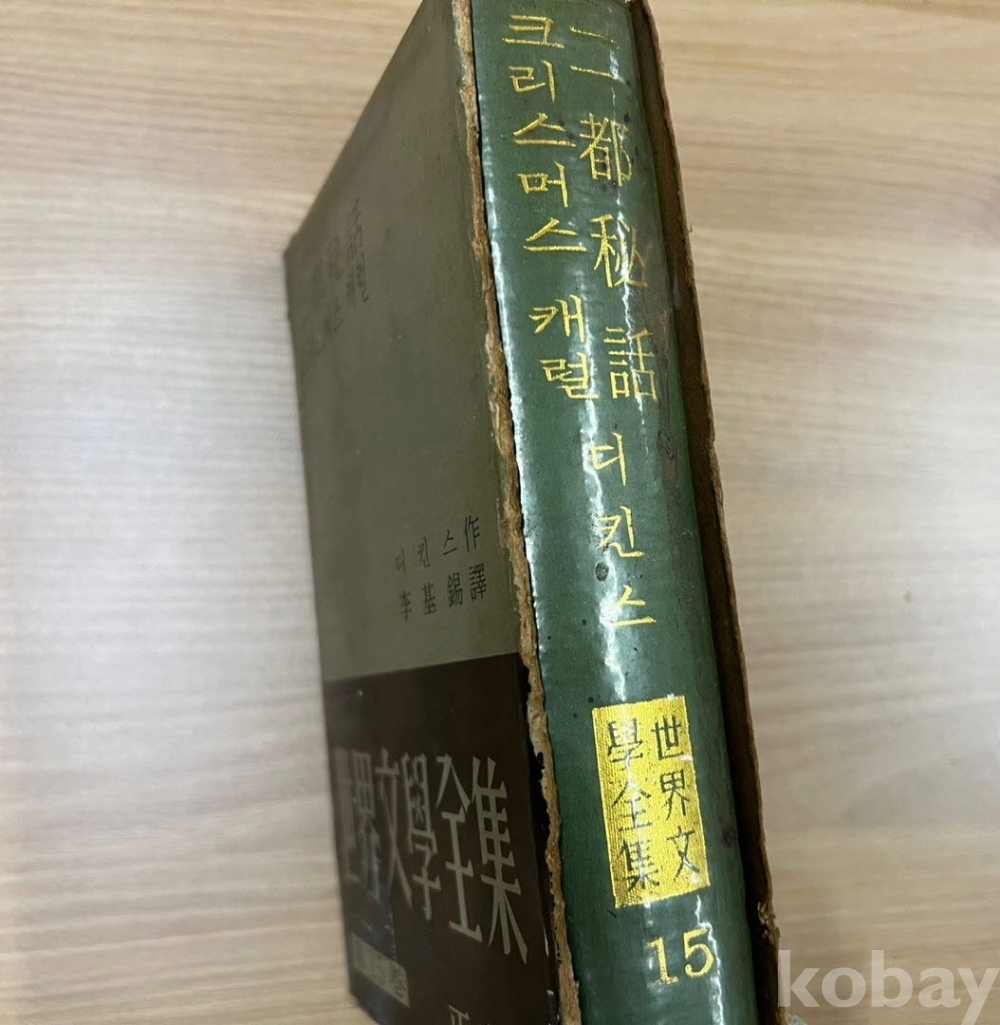 二都秘話
크리스머스 캐럴
디킨스
世界文
學全集
15
디킨스作
李基錫譯
世界文學全集
kobay